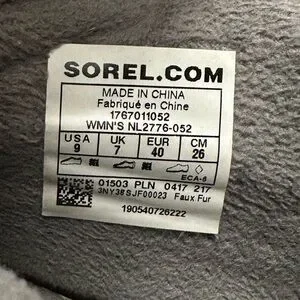 SOREL.COM
MADE IN CHINA
Fabriqué en Chine
1767011052
WMN'S NL2776-052
USA UK EUR CM
9 7 40 26
ECA-6
01503 PLN 0417 217
3NY38SJF00023 Faux Fur
190540726222